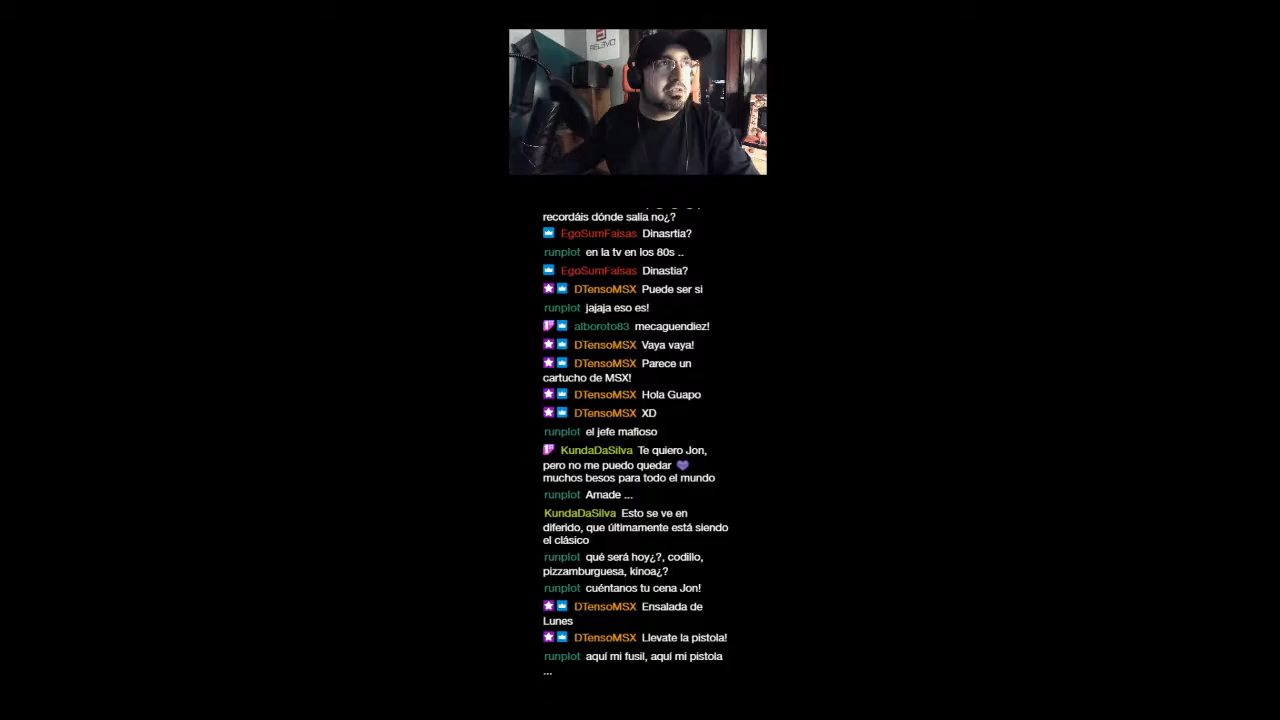 RELEVO
recordáis dónde salía no¿?
EgoSumFaisas Dinasrtia?
runplot en la tv en los 80s ..
EgoSumFaisas Dinastia?
DTensoMSX Puede ser si
runplot jajaja eso es!
alboroto83 mecaguendiez!
DTensoMSX Vaya vaya!
DTensoMSX Parece un
cartucho de MSX!
DTensoMSX Hola Guapo
DTensoMSX XD
runplot el jefe mafioso
KundaDaSilva Te quiero Jon,
pero no me puedo quedar
muchos besos para todo el mundo
runplot Amade ...
KundaDaSilva Esto se ve en
diferido, que últimamente está siendo
el clásico
runplot qué será hoy¿?, codillo,
pizzamburguesa, kinoa¿?
runplot cuéntanos tu cena Jon!
DTensoMSX Ensalada de
Lunes
DTensoMSX Llevate la pistola!
runplot aquí mi fusil, aquí mi pistola
...